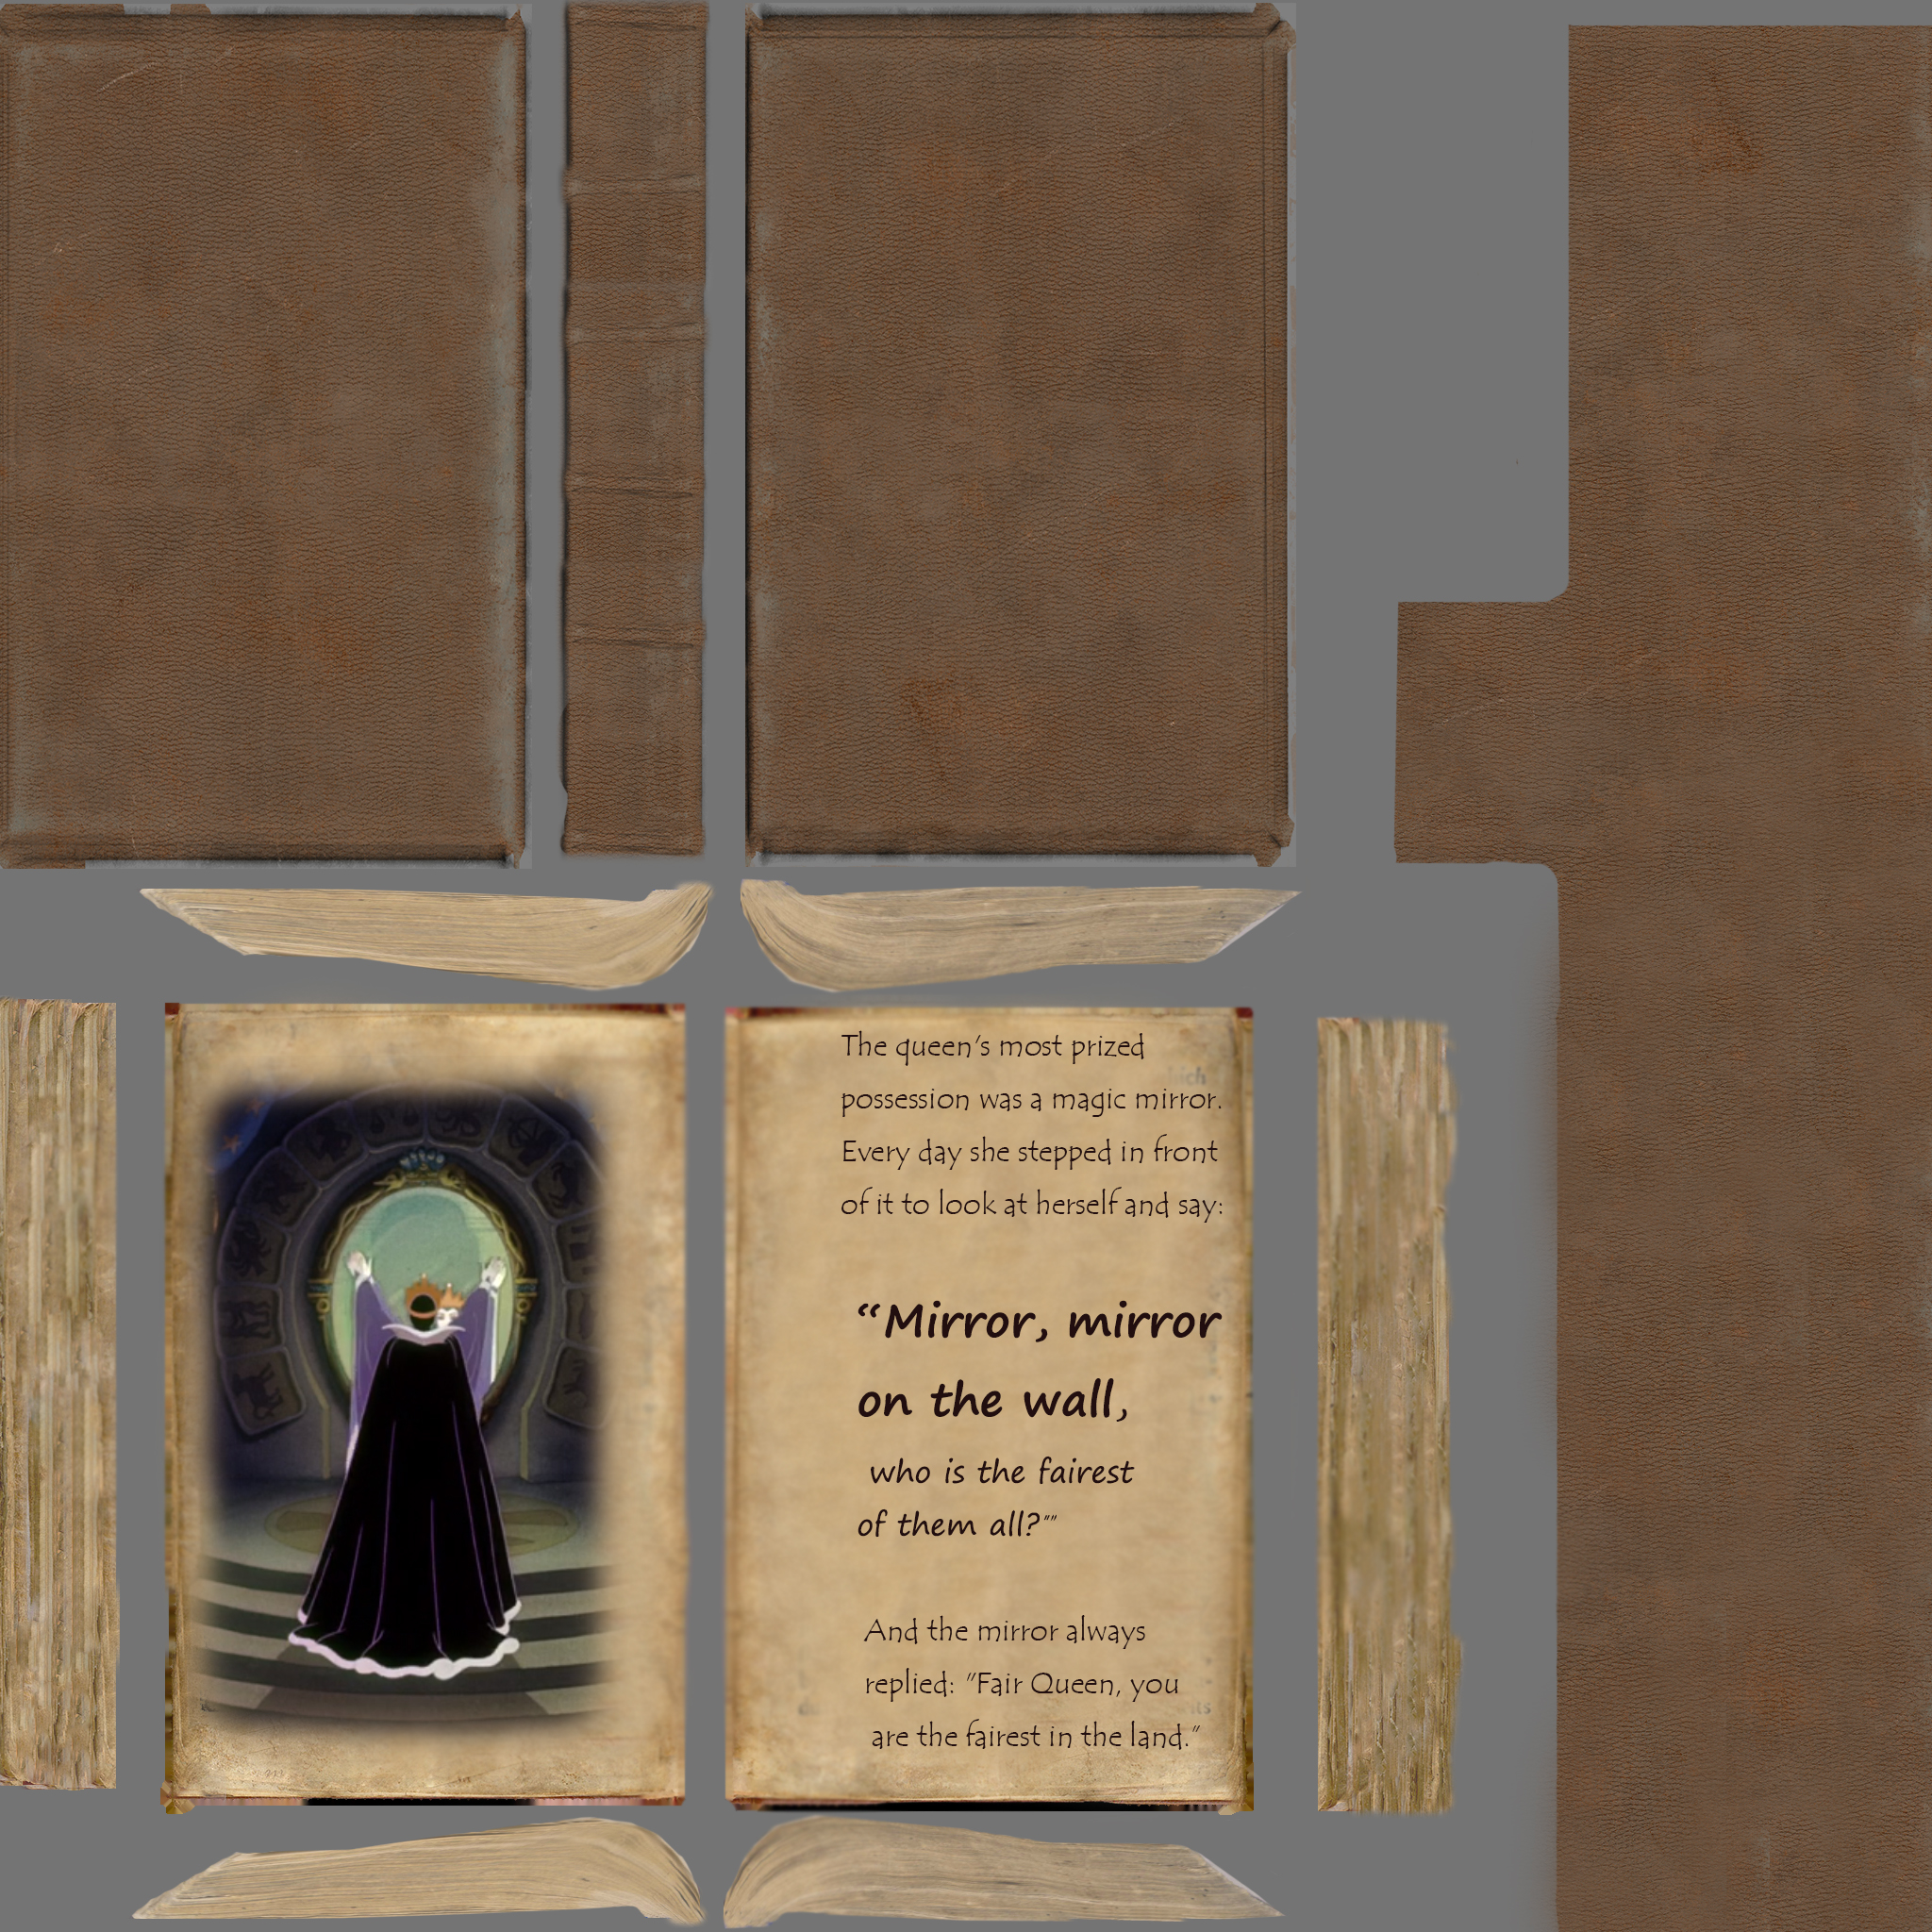 The queen's most prized
possession was a magic mirror.
Every day she stepped in front
of it to look at herself and say:
“Mirror, mirror
on the wall,
who is the fairest
of them all?""
And the mirror always
replied: "Fair Queen, you
are the fairest in the land."